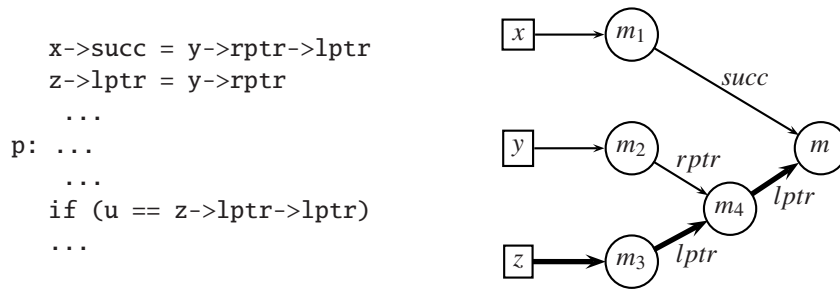 x->succ = y->rptr->lptr
z->lptr = y->rptr
...
p: ...
...
if (u == z->lptr->lptr)
...
x m1
succ
y m2 rptr m
m4 lptr
z m3 lptr